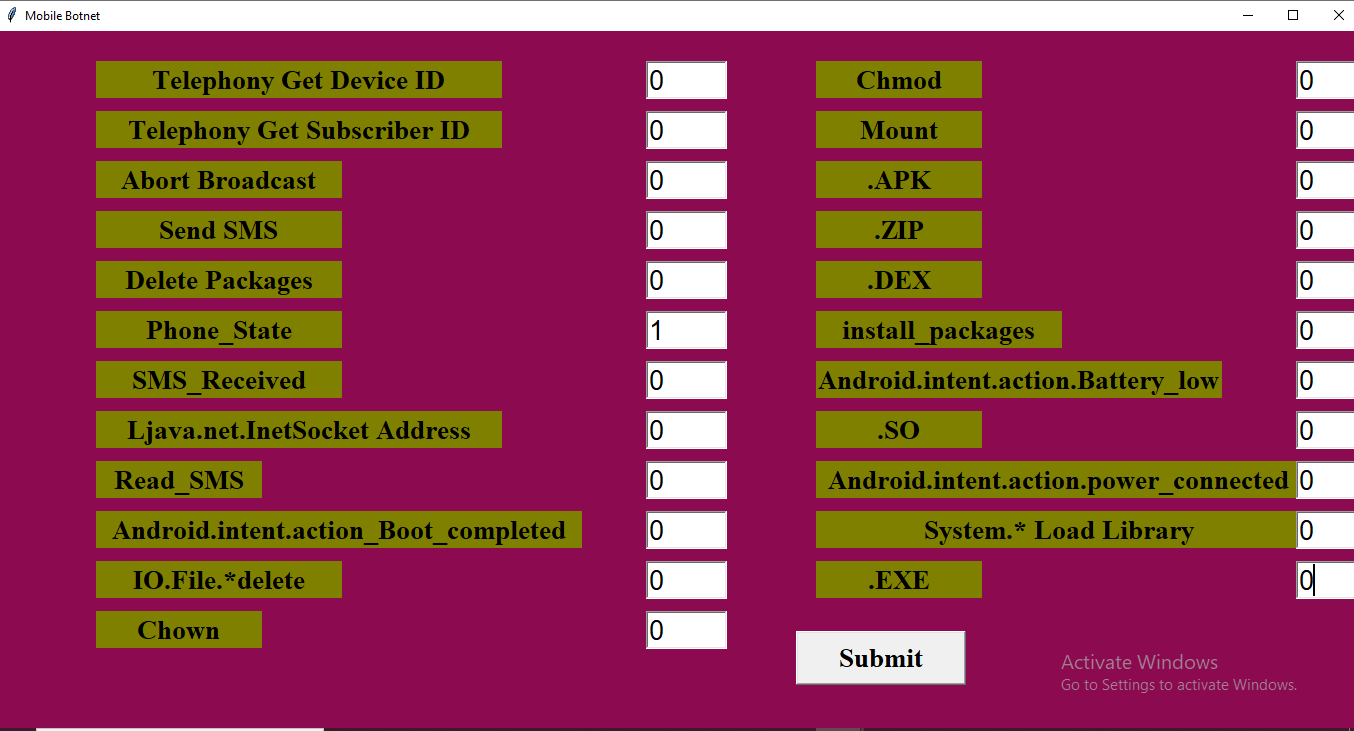 Mobile Botnet
Telephony Get Device ID 0
Telephony Get Subscriber ID 0
Abort Broadcast 0
Send SMS 0
Delete Packages 0
Phone_State 1
SMS_Received 0
Ljava.net.InetSocket Address 0
Read_SMS 0
Android.intent.action_Boot_completed 0
IO.File.*delete 0
Chown 0
Chmod 0
Mount 0
.APK 0
.ZIP 0
.DEX 0
install_packages 0
Android.intent.action.Battery_low 0
.SO 0
Android.intent.action.power_connected 0
System.* Load Library 0
.EXE 0
Submit
Activate Windows
Go to Settings to activate Windows.